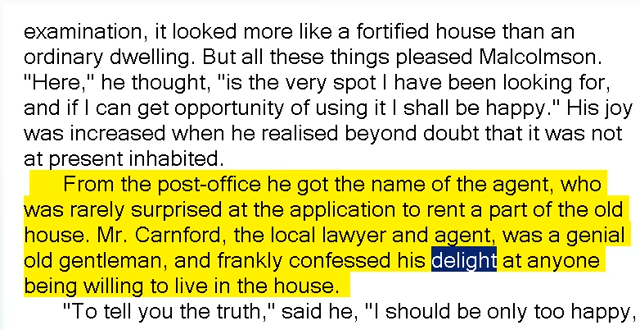 examination, it looked more like a fortified house than an
ordinary dwelling. But all these things pleased Malcolmson.
"Here," he thought, "is the very spot I have been looking for,
and if I can get opportunity of using it I shall be happy." His joy
was increased when he realised beyond doubt that it was not
at present inhabited.
From the post-office he got the name of the agent, who
was rarely surprised at the application to rent a part of the old
house. Mr. Carnford, the local lawyer and agent, was a genial
old gentleman, and frankly confessed his delight at anyone
being willing to live in the house.
"To tell you the truth," said he, "I should be only too happy,